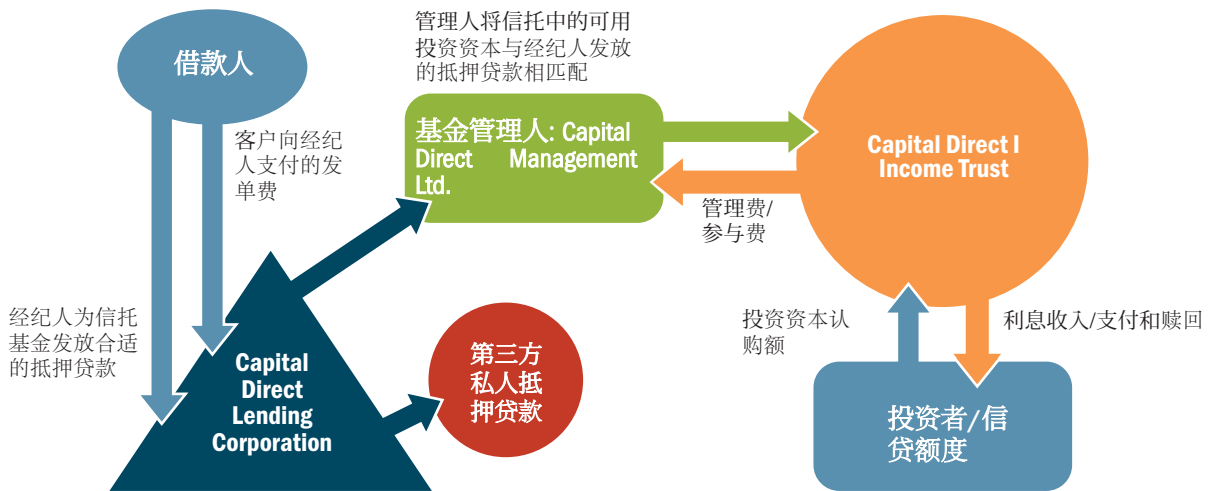 借款人
客户向经纪
人支付的发
单费
经纪人为信托
基金发放合适
的抵押贷款
Capital
Direct
Lending
Corporation
管理人将信托中的可用
投资资本与经纪人发放
的抵押贷款相匹配
基金管理人: Capital
Direct Management
Ltd.
第三方
私人抵
押贷款
管理费/
参与费
Capital Direct I
Income Trust
投资资本认
购额
利息收入/支付和赎回
投资者/信
贷额度